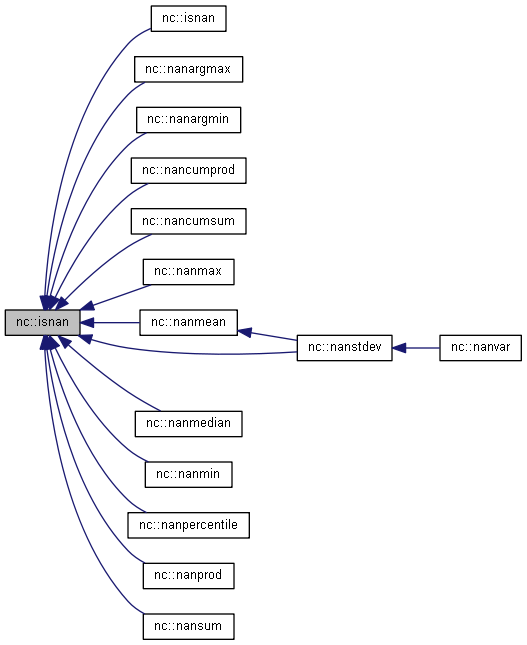 nc::isnan
nc::nanargmax
nc::nanargmin
nc::nancumprod
nc::nancumsum
nc::nanmax
nc::isnan
nc::nanmean
nc::nanstdev
nc::nanvar
nc::nanmedian
nc::nanmin
nc::nanpercentile
nc::nanprod
nc::nansum